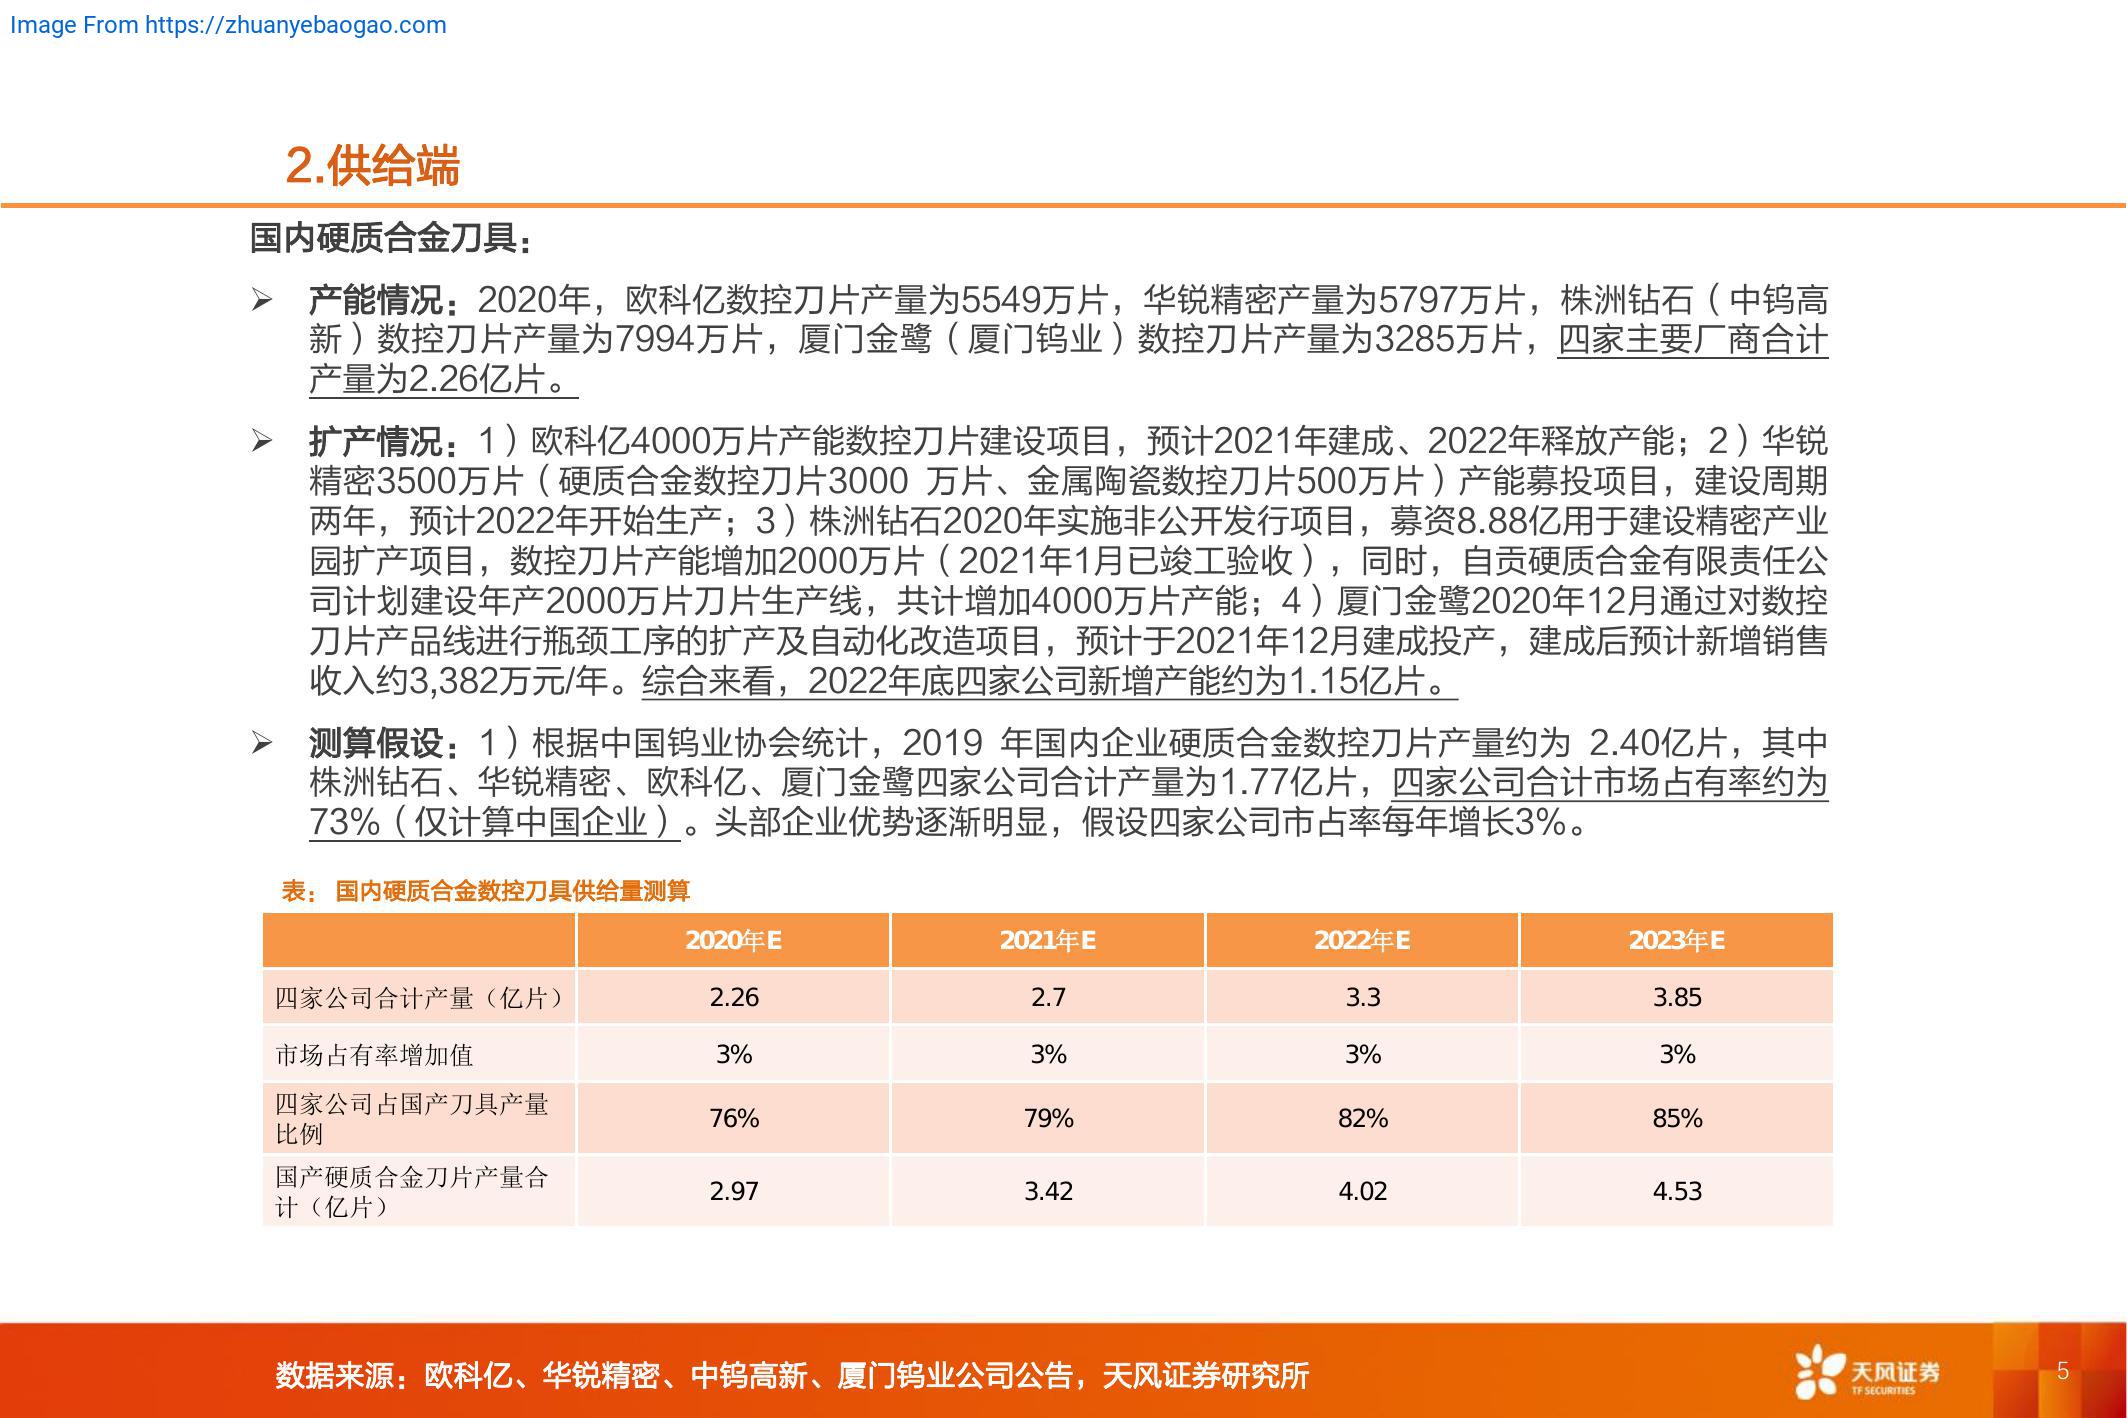 Image From https://zhuanyebaogao.com
2.供给端
国内硬质合金刀具：
➢ 产能情况：2020年，欧科亿数控刀片产量为5549万片，华锐精密产量为5797万片，株洲钻石（中钨高
新）数控刀片产量为7994万片，厦门金鹭（厦门钨业）数控刀片产量为3285万片，四家主要厂商合计
产量为2.26亿片。
➢ 扩产情况：1）欧科亿4000万片产能数控刀片建设项目，预计2021年建成、2022年释放产能；2）华锐
精密3500万片（硬质合金数控刀片3000 万片、金属陶瓷数控刀片500万片）产能募投项目，建设周期
两年，预计2022年开始生产；3）株洲钻石2020年实施非公开发行项目，募资8.88亿用于建设精密产业
园扩产项目，数控刀片产能增加2000万片（2021年1月已竣工验收），同时，自贡硬质合金有限责任公
司计划建设年产2000万片刀片生产线，共计增加4000万片产能；4）厦门金鹭2020年12月通过对数控
刀片产品线进行瓶颈工序的扩产及自动化改造项目，预计于2021年12月建成投产，建成后预计新增销售
收入约3,382万元/年。综合来看，2022年底四家公司新增产能约为1.15亿片。
➢ 测算假设：1）根据中国钨业协会统计，2019 年国内企业硬质合金数控刀片产量约为 2.40亿片，其中
株洲钻石、华锐精密、欧科亿、厦门金鹭四家公司合计产量为1.77亿片，四家公司合计市场占有率约为
73%（仅计算中国企业）。头部企业优势逐渐明显，假设四家公司市占率每年增长3%。
表： 国内硬质合金数控刀具供给量测算
2020年E 2021年E 2022年E 2023年E
四家公司合计产量（亿片） 2.26 2.7 3.3 3.85
市场占有率增加值 3% 3% 3% 3%
四家公司占国产刀具产量
比例 76% 79% 82% 85%
国产硬质合金刀片产量合
计（亿片） 2.97 3.42 4.02 4.53
数据来源：欧科亿、华锐精密、中钨高新、厦门钨业公司公告，天风证券研究所
天风证券
TF SECURITIES
5